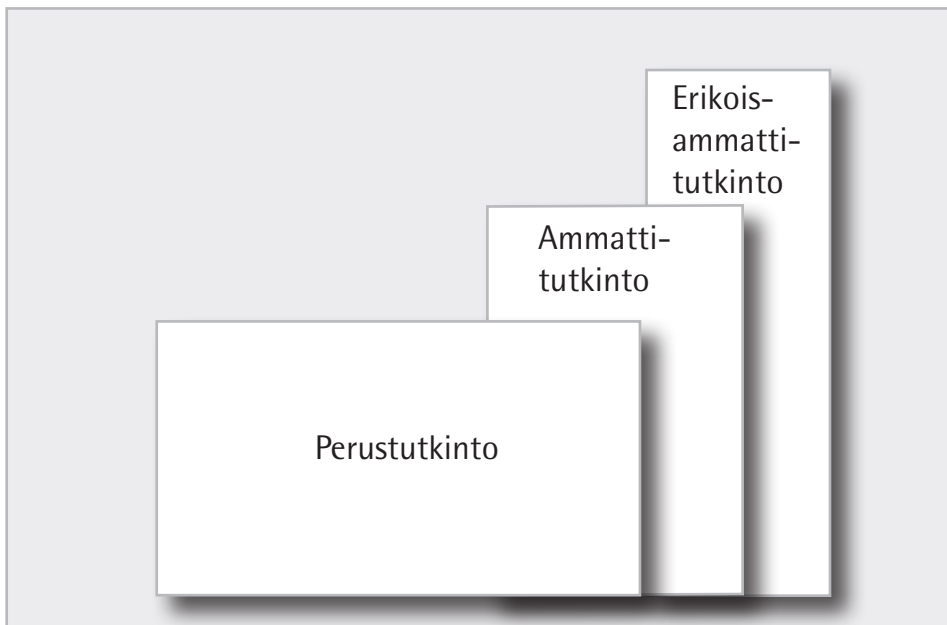 Erikois-
ammatti-
tutkinto
Ammatti-
tutkinto
Perustutkinto